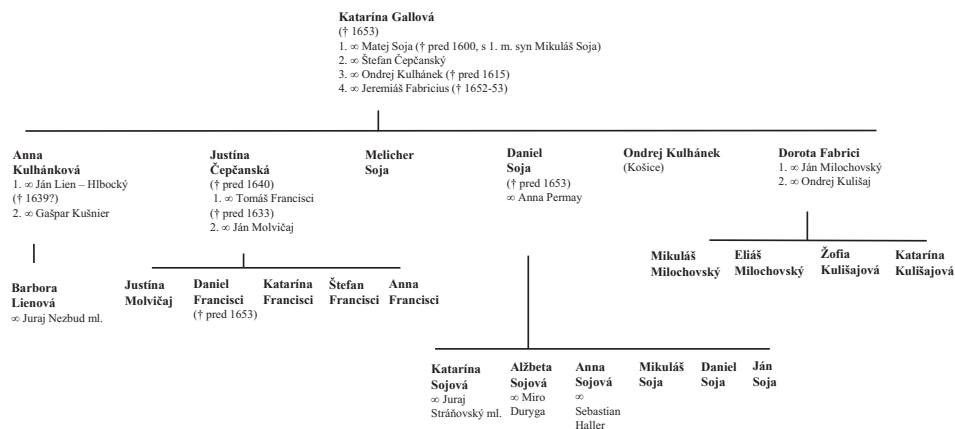 Katarína Gallová
(† 1653)
1. ∞ Matej Soja († pred 1600, s 1. m. syn Mikuláš Soja)
2. ∞ Štefan Čepčanský
3. ∞ Ondrej Kulhánek († pred 1615)
4. ∞ Jeremiáš Fabricius († 1652-53)
Anna
Kulhánková
1. ∞ Ján Lien – Hlbocký
(† 1639?)
2. ∞ Gašpar Kušnier
Justína
Čepčanská
(† pred 1640)
1. ∞ Tomáš Francisci
(† pred 1633)
2. ∞ Ján Molvičaj
Melicher
Soja
Daniel
Soja
(† pred 1653)
∞ Anna Permay
Ondrej Kulhánek
(Košice)
Dorota Fabrici
1. ∞ Ján Milochovský
2. ∞ Ondrej Kulišaj
Mikuláš
Milochovský
Eliáš
Milochovský
Žofia
Kulišajová
Katarína
Kulišajová
Barbora
Lienová
∞ Juraj Nezbud ml.
Justína
Molvičaj
Daniel
Francisci
(† pred 1653)
Katarína
Francisci
Štefan
Francisci
Anna
Francisci
Katarína
Sojová
∞ Juraj
Stráňovský ml.
Alžbeta
Sojová
∞ Miro
Duryga
Anna
Sojová
∞
Sebastian
Haller
Mikuláš
Soja
Daniel
Soja
Ján
Soja